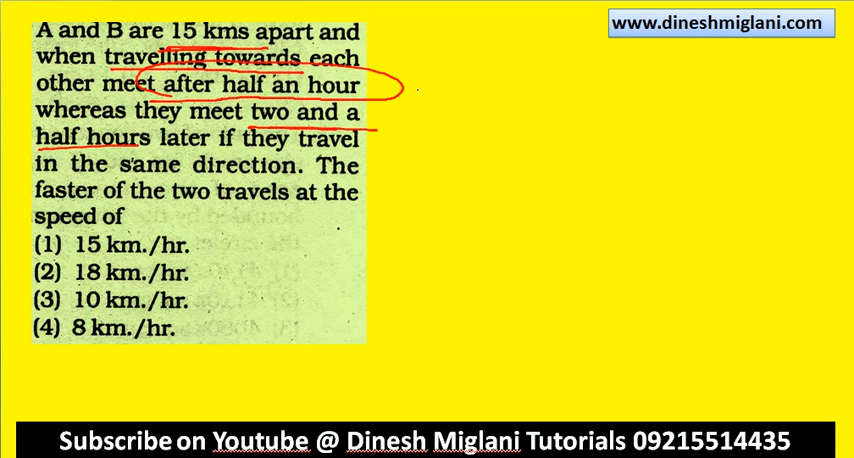 www.dineshmiglani.com
A and B are 15 kms apart and
when travelling towards each
other meet after half an hour
whereas they meet two and a
half hours later if they travel
in the same direction. The
faster of the two travels at the
speed of
(1) 15 km./hr.
(2) 18 km./hr.
(3) 10 km./hr.
(4) 8 km./hr.
Subscribe on Youtube @ Dinesh Miglani Tutorials 09215514435